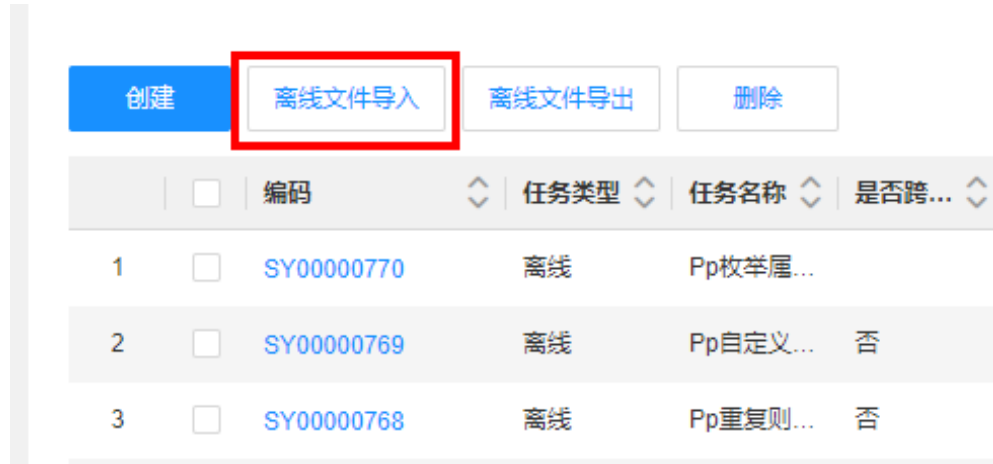 创建 离线文件导入 离线文件导出 删除
编码 任务类型 任务名称 是否跨...
1 SY00000770 离线 Pp枚举属...
2 SY00000769 离线 Pp自定义... 否
3 SY00000768 离线 Pp重复则... 否